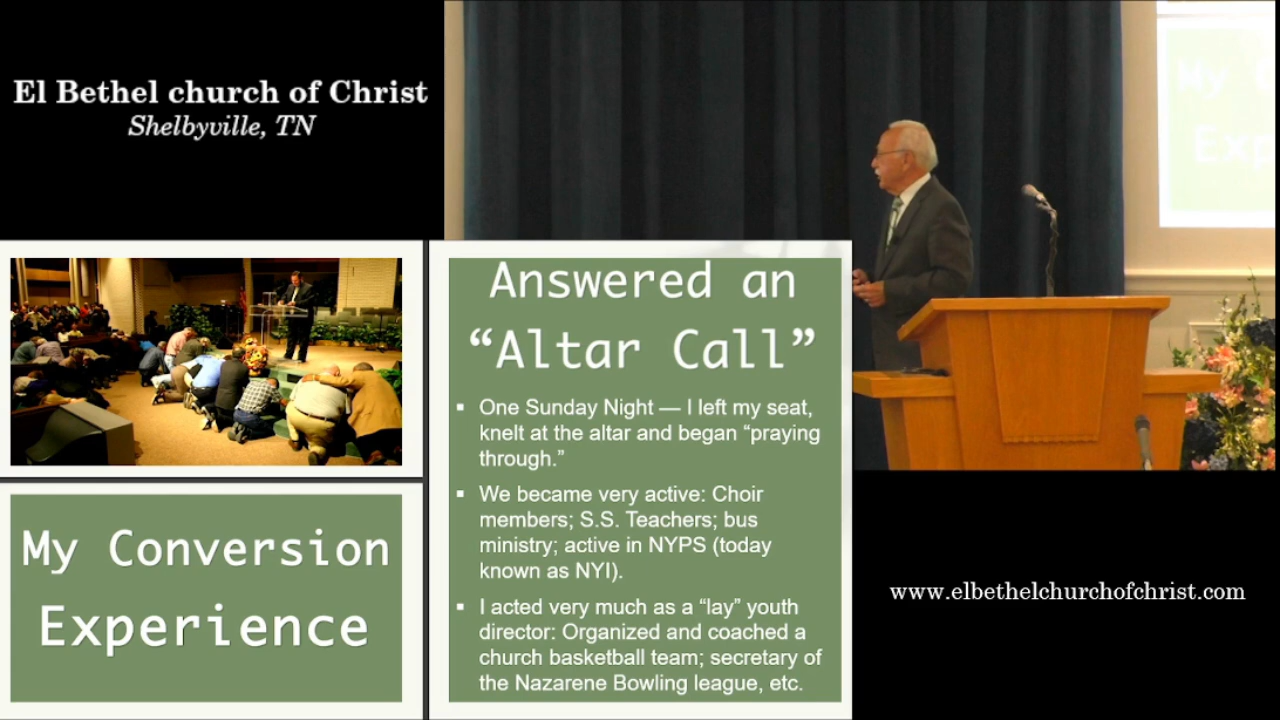 El Bethel church of Christ
Shelbyville, TN
My Conversion
Experience
Answered an
“Altar Call”
▪ One Sunday Night — I left my seat,
knelt at the altar and began “praying
through.”
▪ We became very active: Choir
members; S.S. Teachers; bus
ministry; active in NYPS (today
known as NYI).
▪ I acted very much as a “lay” youth
director: Organized and coached a
church basketball team; secretary of
the Nazarene Bowling league, etc.
My
Exp
www.elbethelchurchofchrist.com